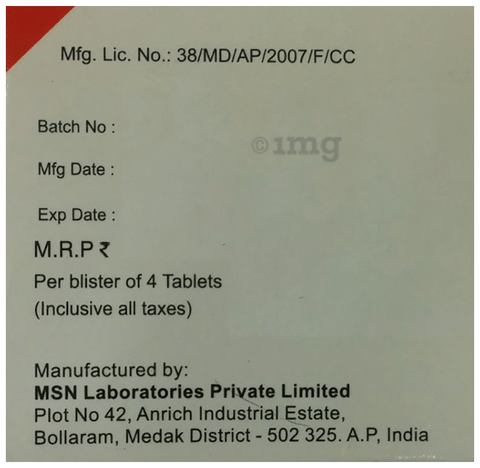 Mfg. Lic. No.: 38/MD/AP/2007/F/CC
Batch No :
©1mg
Mfg Date :
Exp Date :
M.R.P ₹
Per blister of 4 Tablets
(Inclusive all taxes)
Manufactured by:
MSN Laboratories Private Limited
Plot No 42, Anrich Industrial Estate,
Bollaram, Medak District - 502 325. A.P, India